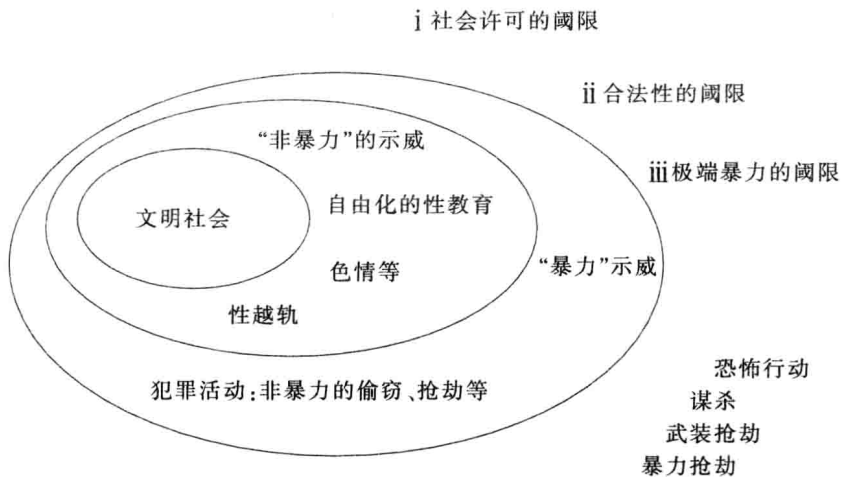 ⅰ社会许可的阈限
ⅱ合法性的阈限
“非暴力”的示威
ⅲ极端暴力的阈限
自由化的性教育
文明社会
色情等
“暴力”示威
性越轨
恐怖行动
犯罪活动:非暴力的偷窃、抢劫等
谋杀
武装抢劫
暴力抢劫